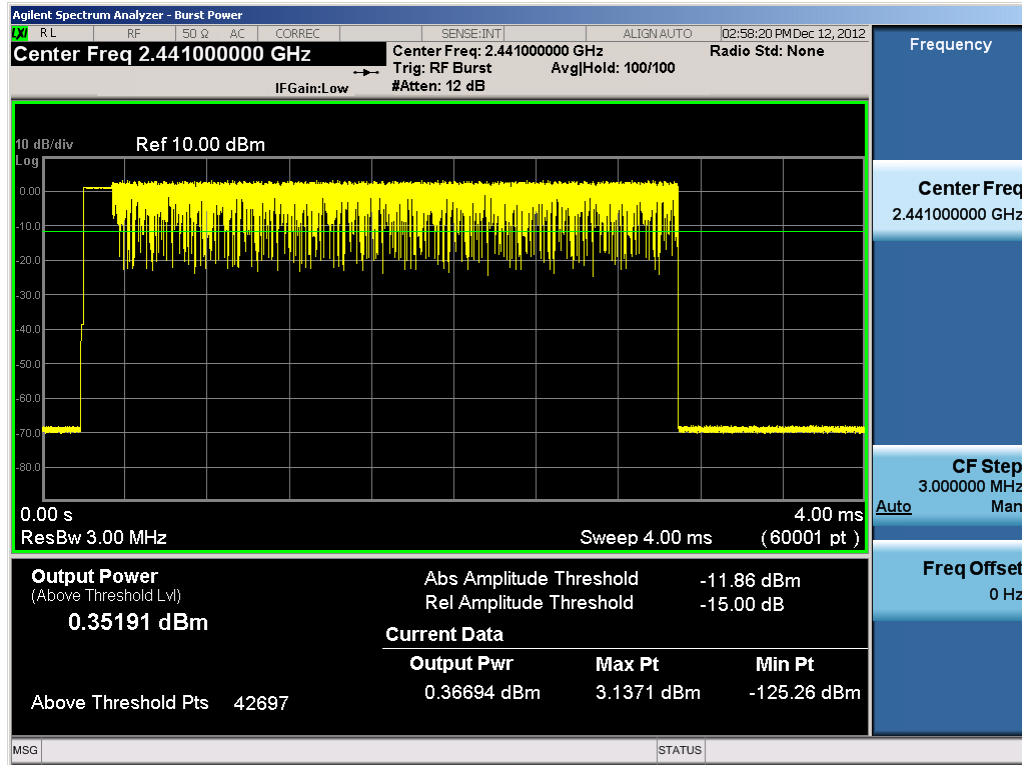 Agilent Spectrum Analyzer - Burst Power
LXI RL RF 50 Ω AC CORREC SENSE:INT ALIGN AUTO 02:58:20 PM Dec 12, 2012
Center Freq 2.441000000 GHz
Center Freq: 2.441000000 GHz
Radio Std: None
Trig: RF Burst
Avg|Hold: 100/100
IFGain:Low
#Atten: 12 dB
Frequency
10 dB/div
Ref 10.00 dBm
Log
0.00
-10.0
-20.0
-30.0
-40.0
-50.0
-60.0
-70.0
-80.0
0.00 s
4.00 ms
ResBw 3.00 MHz
Sweep 4.00 ms
(60001 pt )
Center Freq
2.441000000 GHz
CF Step
3.000000 MHz
Auto Man
Freq Offset
0 Hz
Output Power
(Above Threshold Lvl)
0.35191 dBm
Above Threshold Pts 42697
Abs Amplitude Threshold -11.86 dBm
Rel Amplitude Threshold -15.00 dB
Current Data
Output Pwr Max Pt Min Pt
0.36694 dBm 3.1371 dBm -125.26 dBm
MSG
STATUS